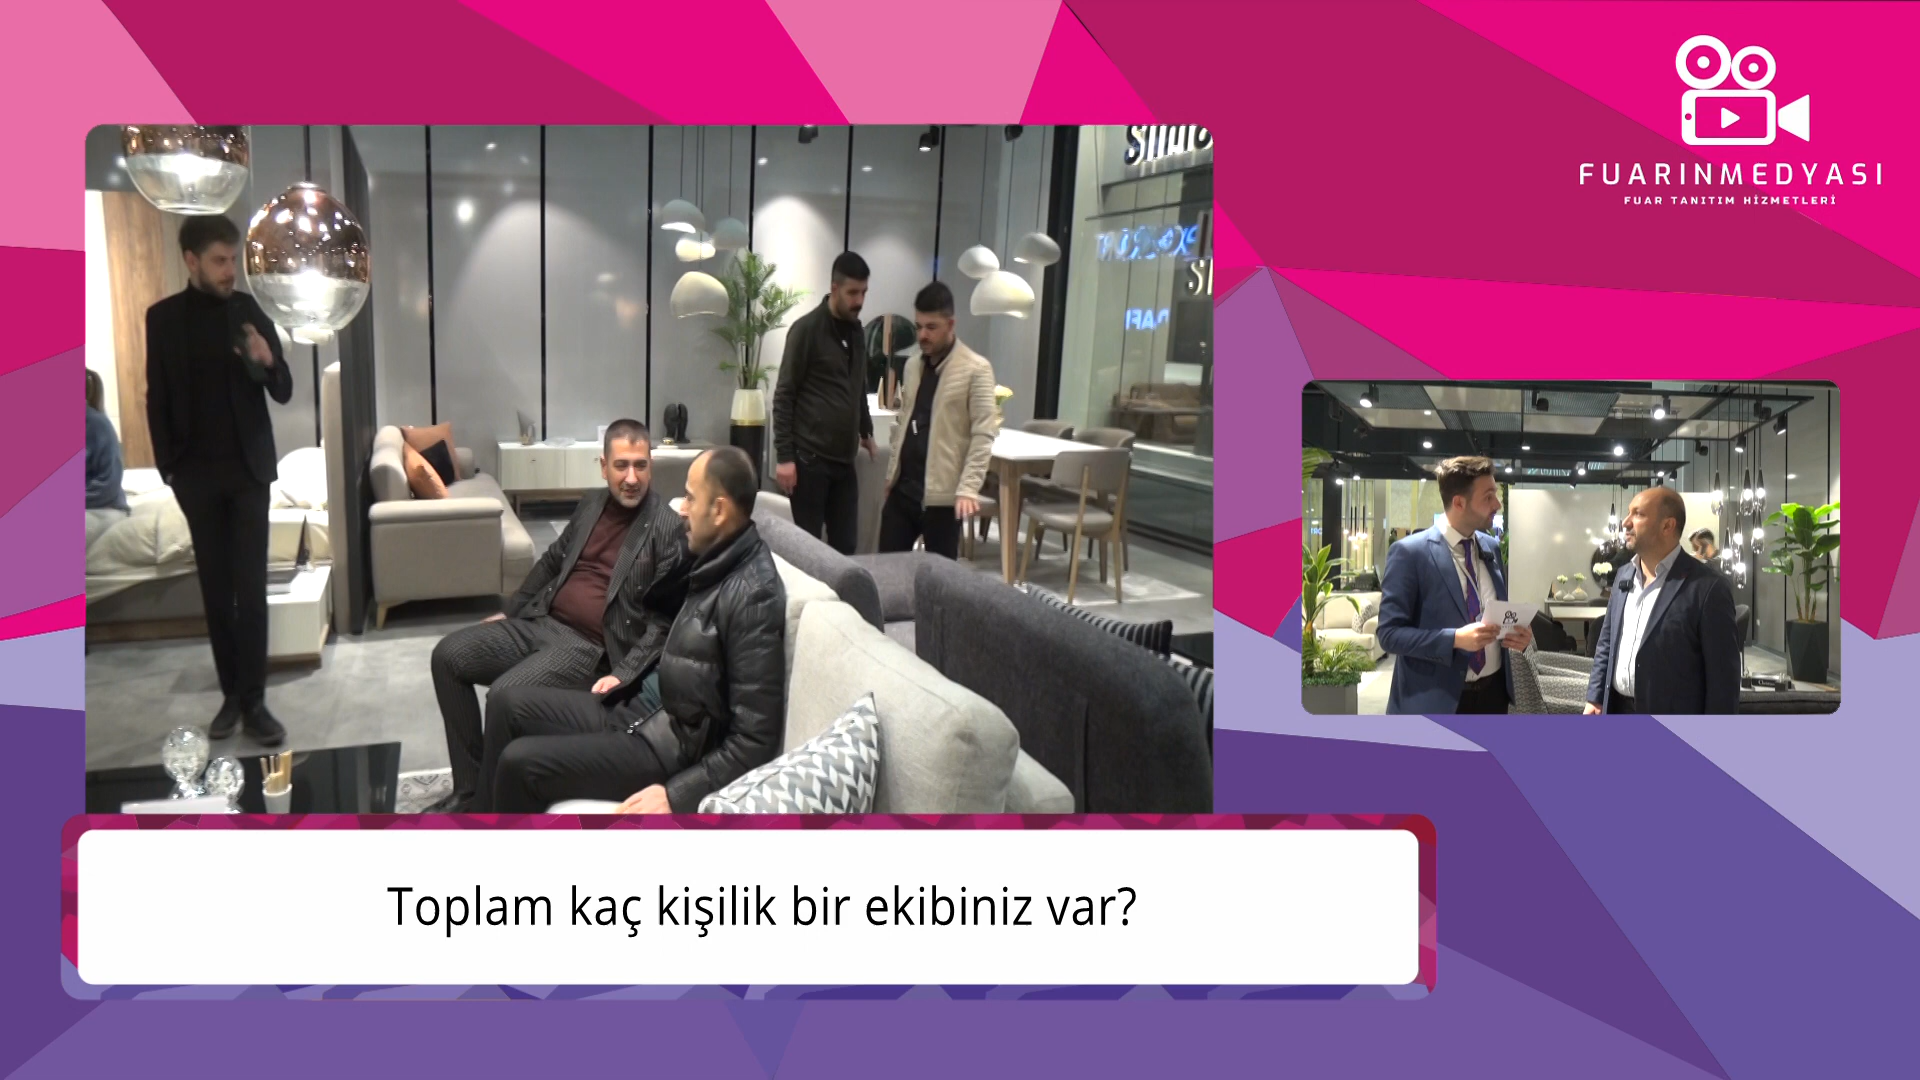 FUARINMEDYASI
FUAR TANITIM HİZMETLERİ
Toplam kaç kişilik bir ekibiniz var?